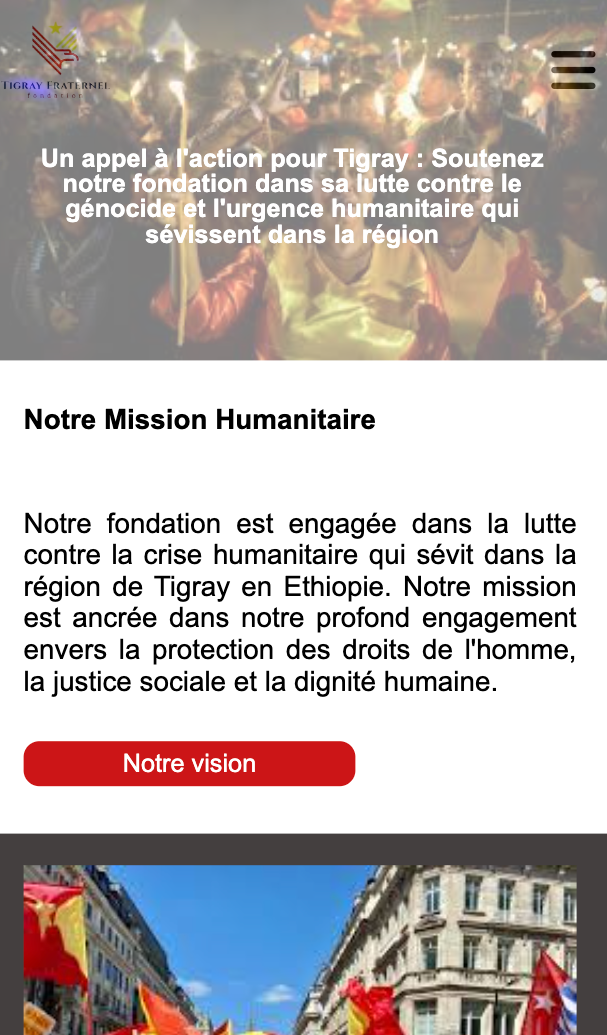 TIGRAY FRATERNEL
fondation
Un appel à l'action pour Tigray : Soutenez
notre fondation dans sa lutte contre le
génocide et l'urgence humanitaire qui
sévissent dans la région
Notre Mission Humanitaire
Notre fondation est engagée dans la lutte
contre la crise humanitaire qui sévit dans la
région de Tigray en Ethiopie. Notre mission
est ancrée dans notre profond engagement
envers la protection des droits de l'homme,
la justice sociale et la dignité humaine.
Notre vision